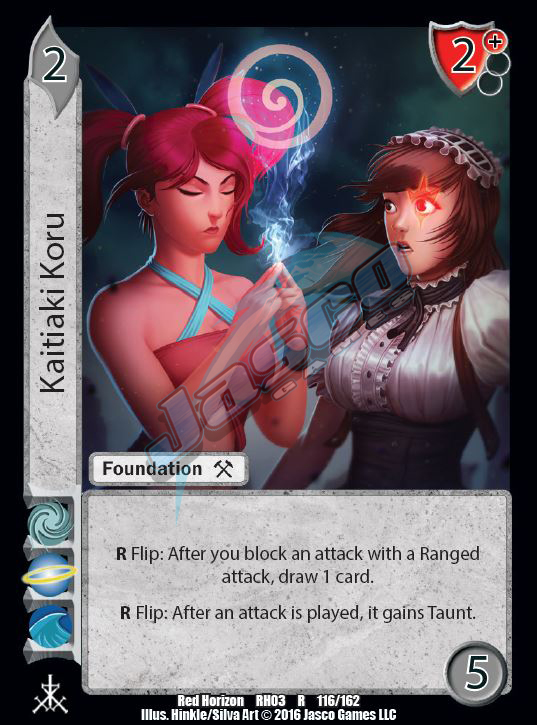 2
2
+
Kaitiaki Koru
Jasco
Foundation
R Flip: After you block an attack with a Ranged
attack, draw 1 card.
R Flip: After an attack is played, it gains Taunt.
5
Red Horizon RH03 R 116/162
Illus. Hinkle/Silva Art © 2016 Jasco Games LLC